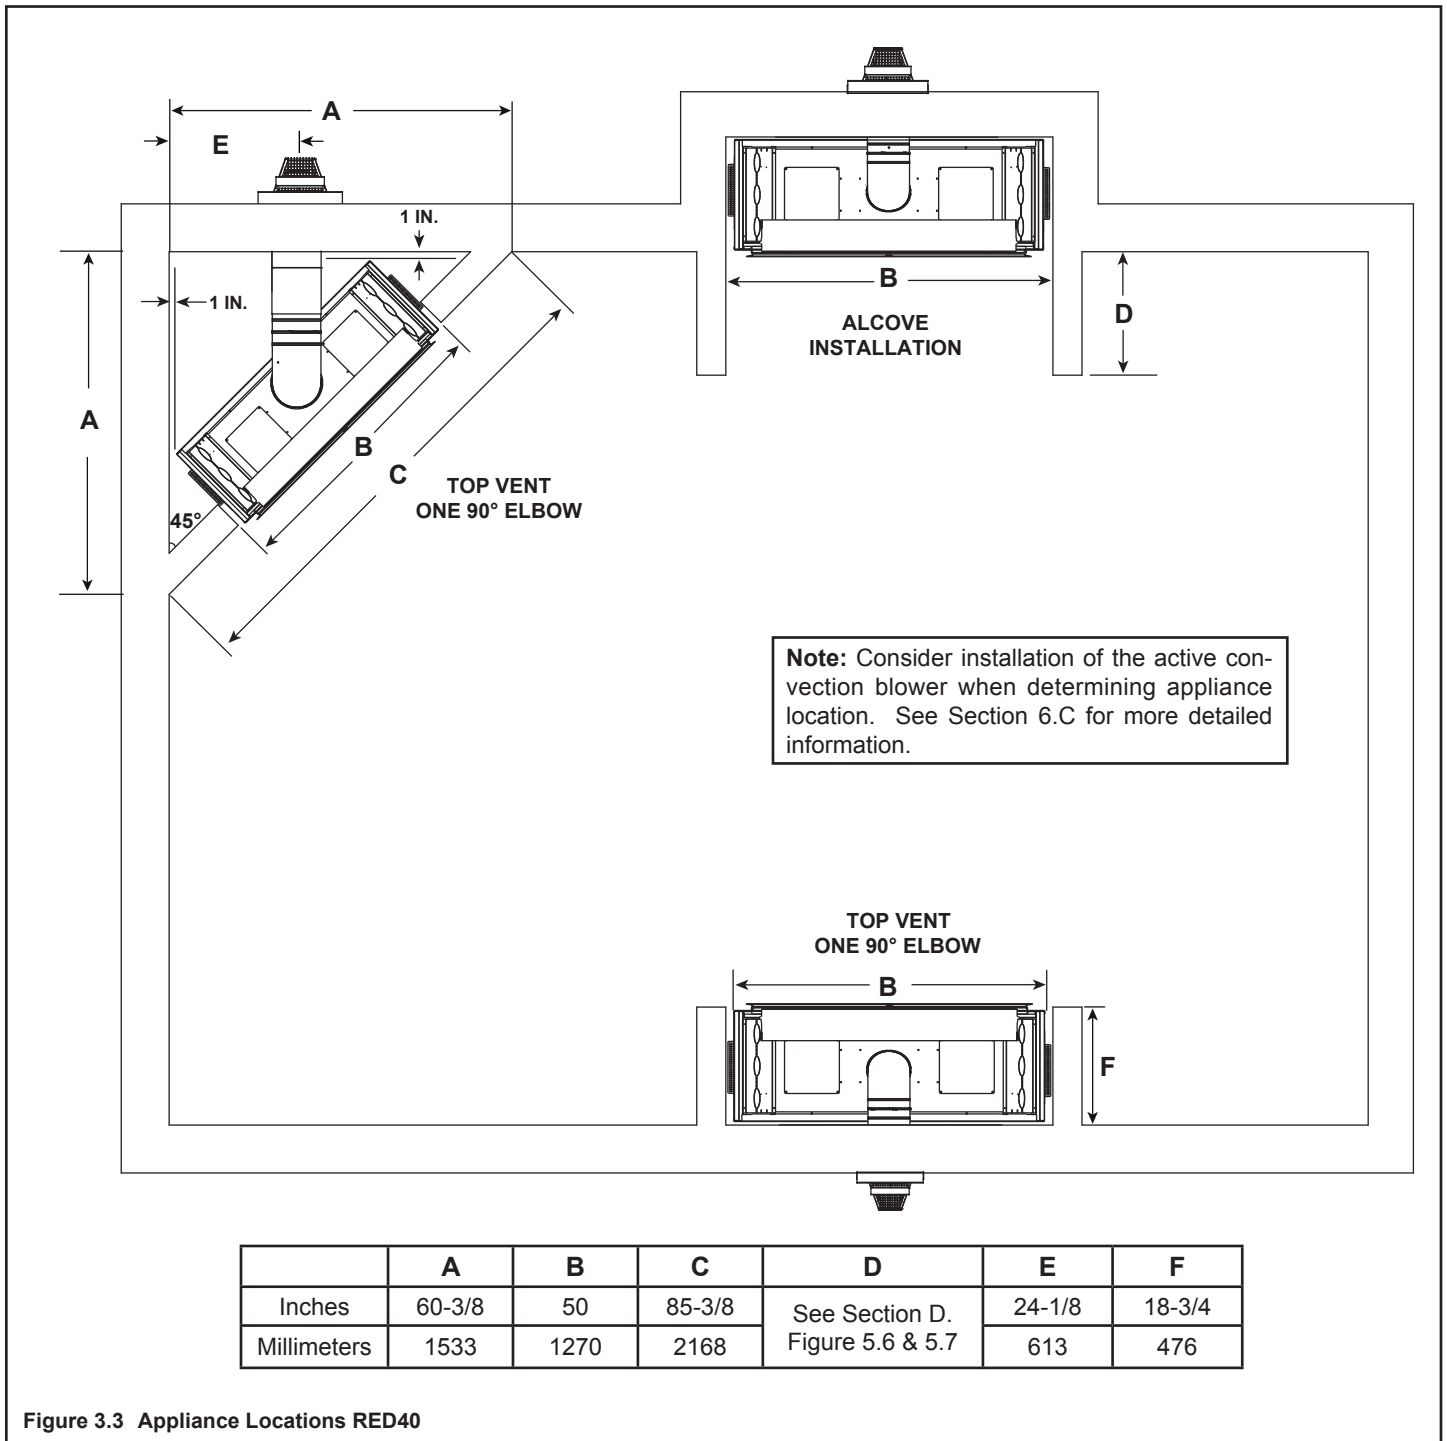 A
E
1 IN.
1 IN.
A
B
C
45°
TOP VENT
ONE 90° ELBOW
B
ALCOVE
INSTALLATION
D
Note: Consider installation of the active con-
vection blower when determining appliance
location. See Section 6.C for more detailed
information.
TOP VENT
ONE 90° ELBOW
B
F
A B C D E F
Inches 60-3/8 50 85-3/8 See Section D. 24-1/8 18-3/4
Millimeters 1533 1270 2168 Figure 5.6 & 5.7 613 476
Figure 3.3 Appliance Locations RED40